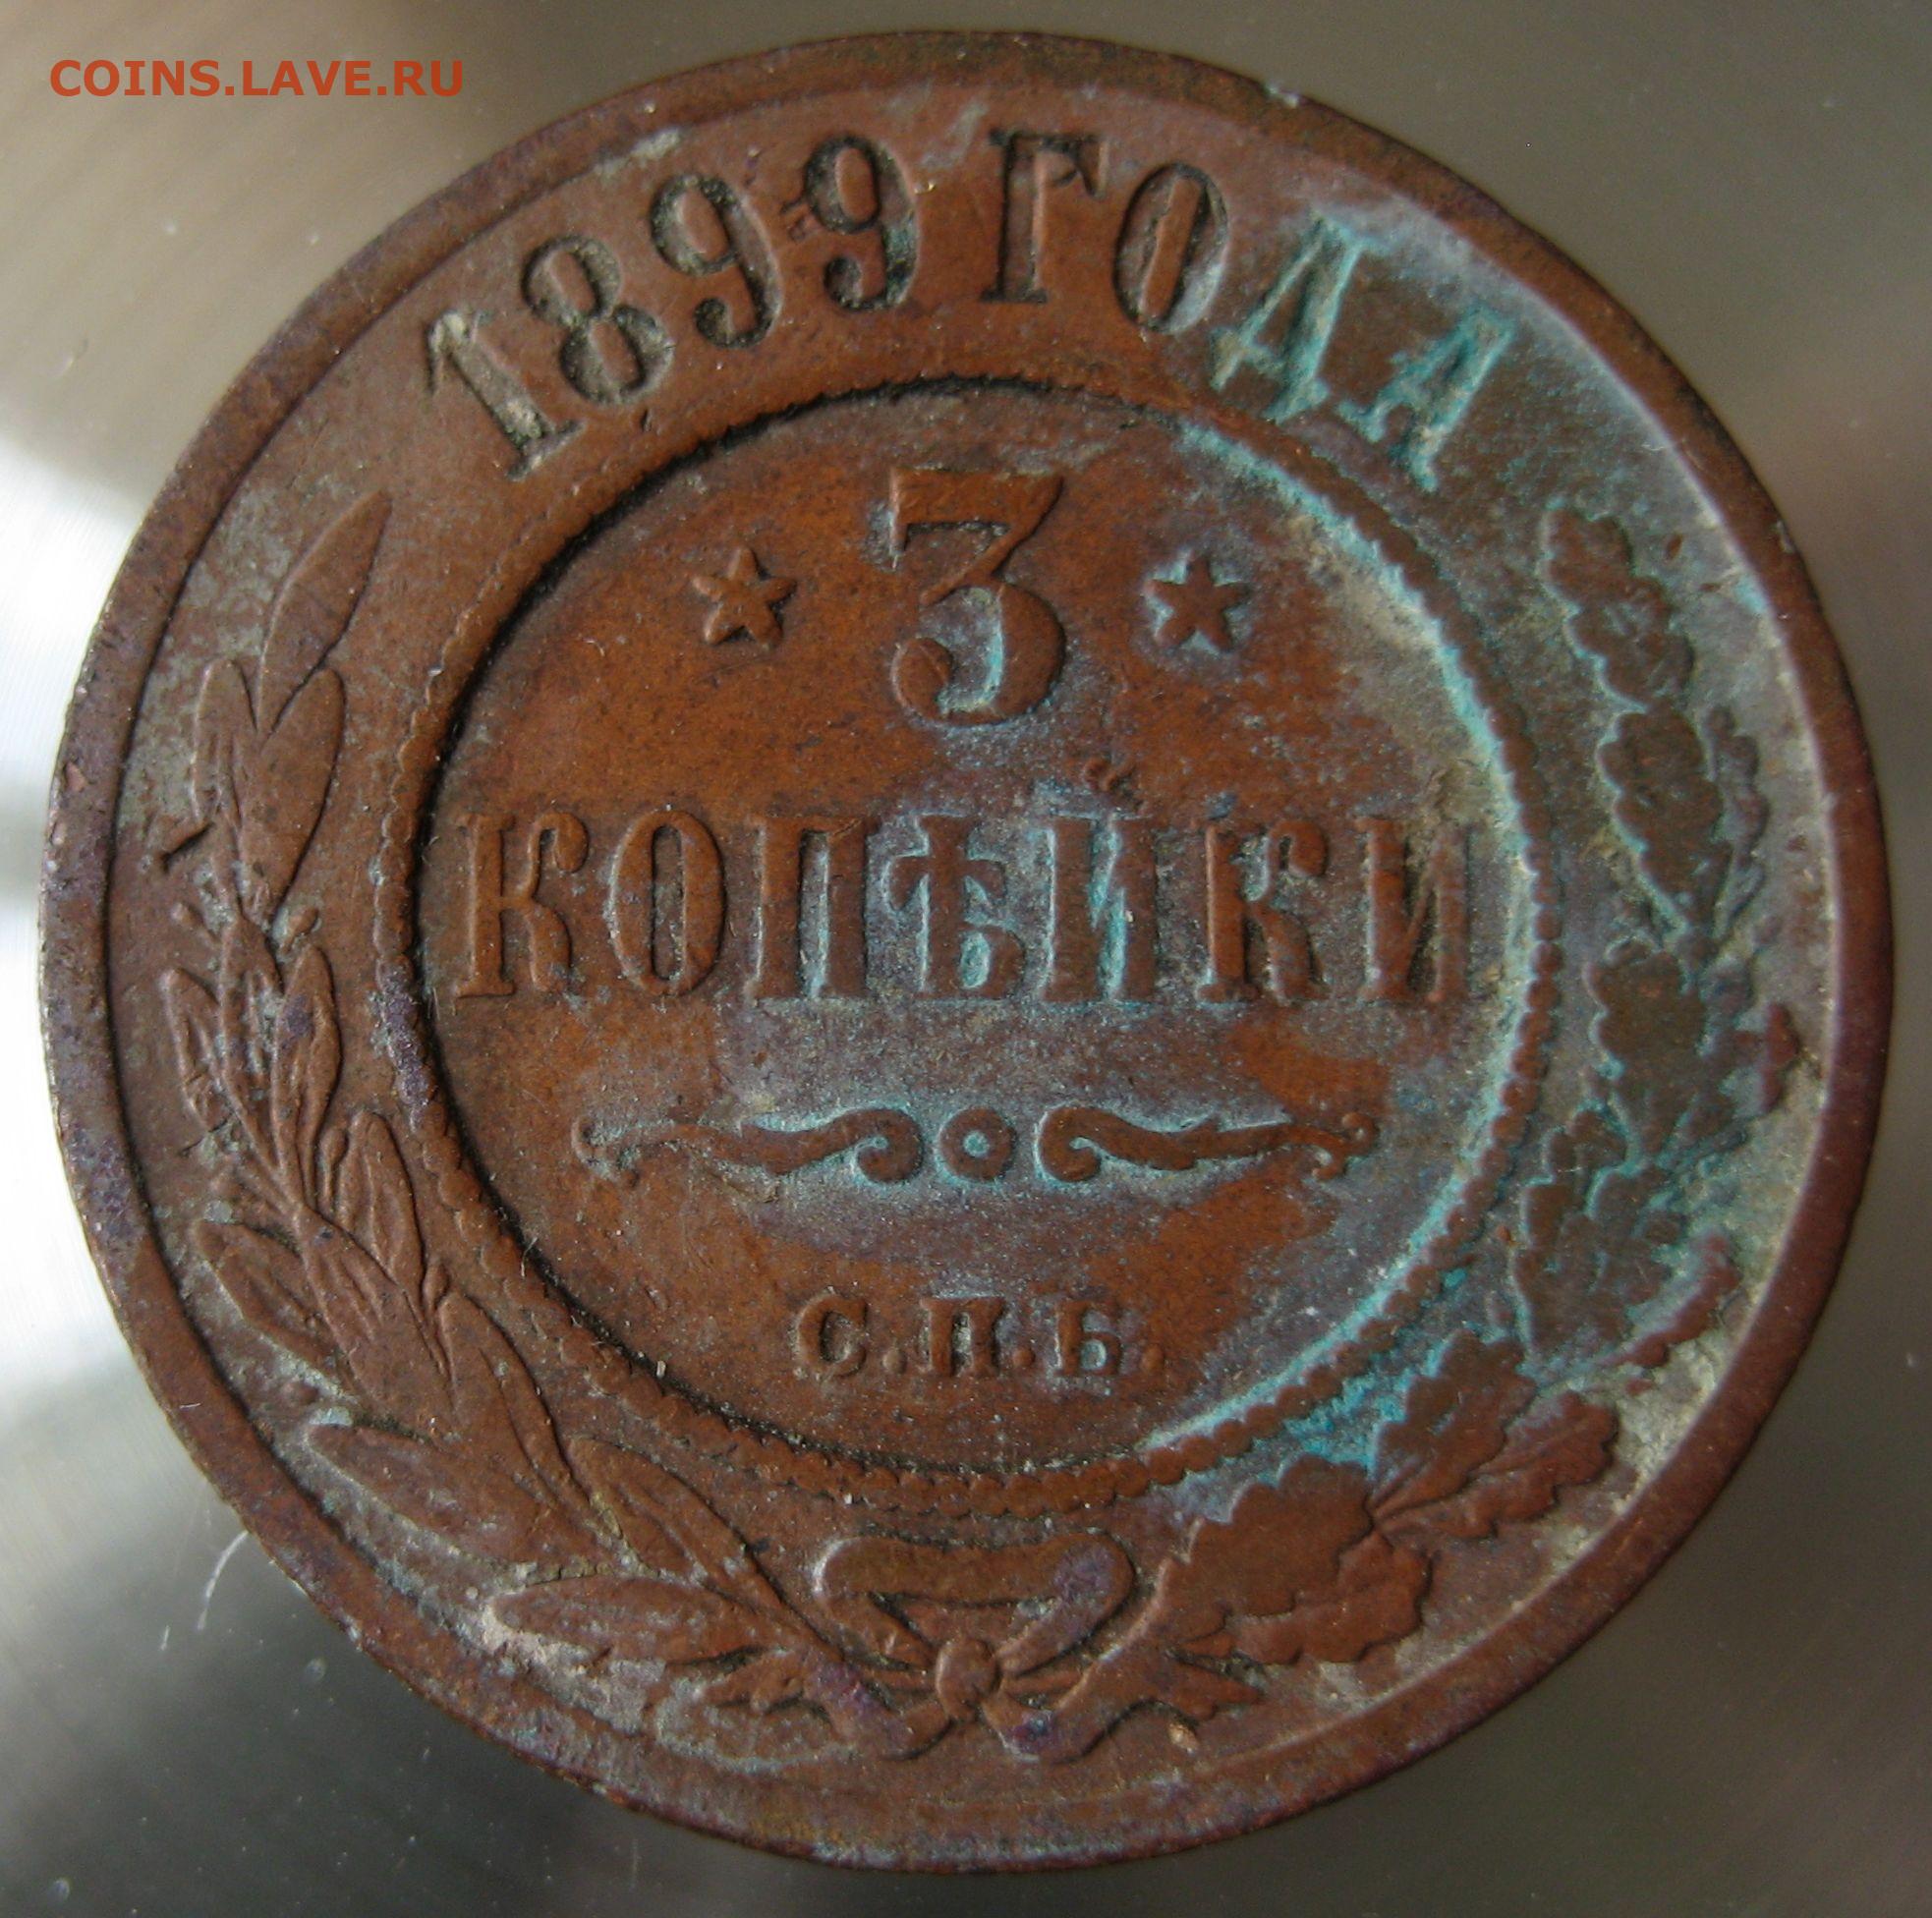 COINS.LAVE.RU
1899 ГОДА
3
КОПѢЙКИ
С.П.Б.